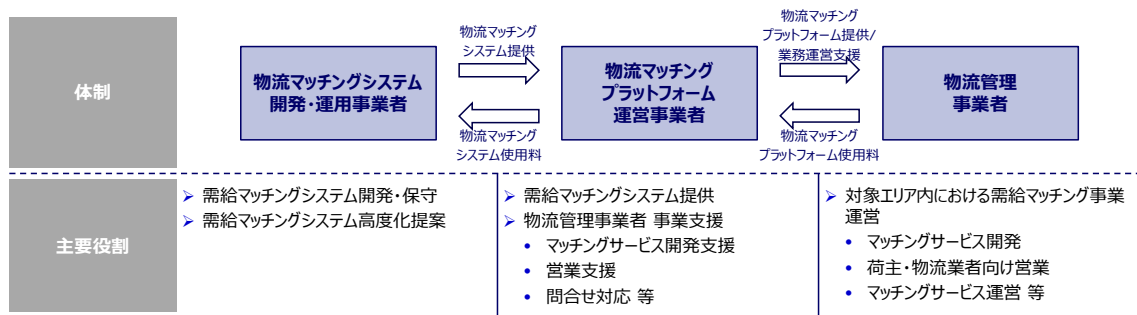 体制
物流マッチングシステム
開発・運用事業者
物流マッチング
システム提供
物流マッチング
システム使用料
物流マッチング
プラットフォーム
運営事業者
物流マッチング
プラットフォーム提供/
業務運営支援
物流マッチング
プラットフォーム使用料
物流管理
事業者
主要役割
➢ 需給マッチングシステム開発・保守
➢ 需給マッチングシステム高度化提案
➢ 需給マッチングシステム提供
➢ 物流管理事業者 事業支援
• マッチングサービス開発支援
• 営業支援
• 問合せ対応 等
➢ 対象エリア内における需給マッチング事業
運営
• マッチングサービス開発
• 荷主・物流業者向け営業
• マッチングサービス運営 等